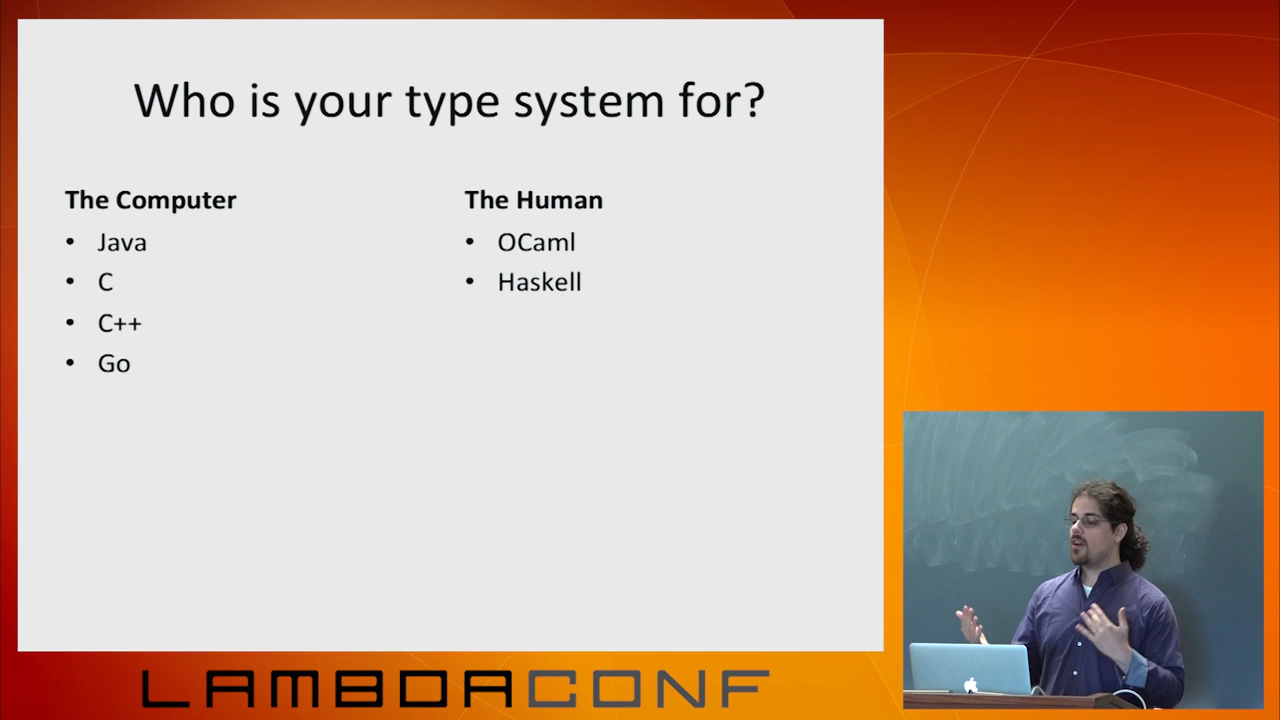 Who is your type system for?
The Computer
• Java
• C
• C++
• Go
The Human
• OCaml
• Haskell
LAMBDACONF